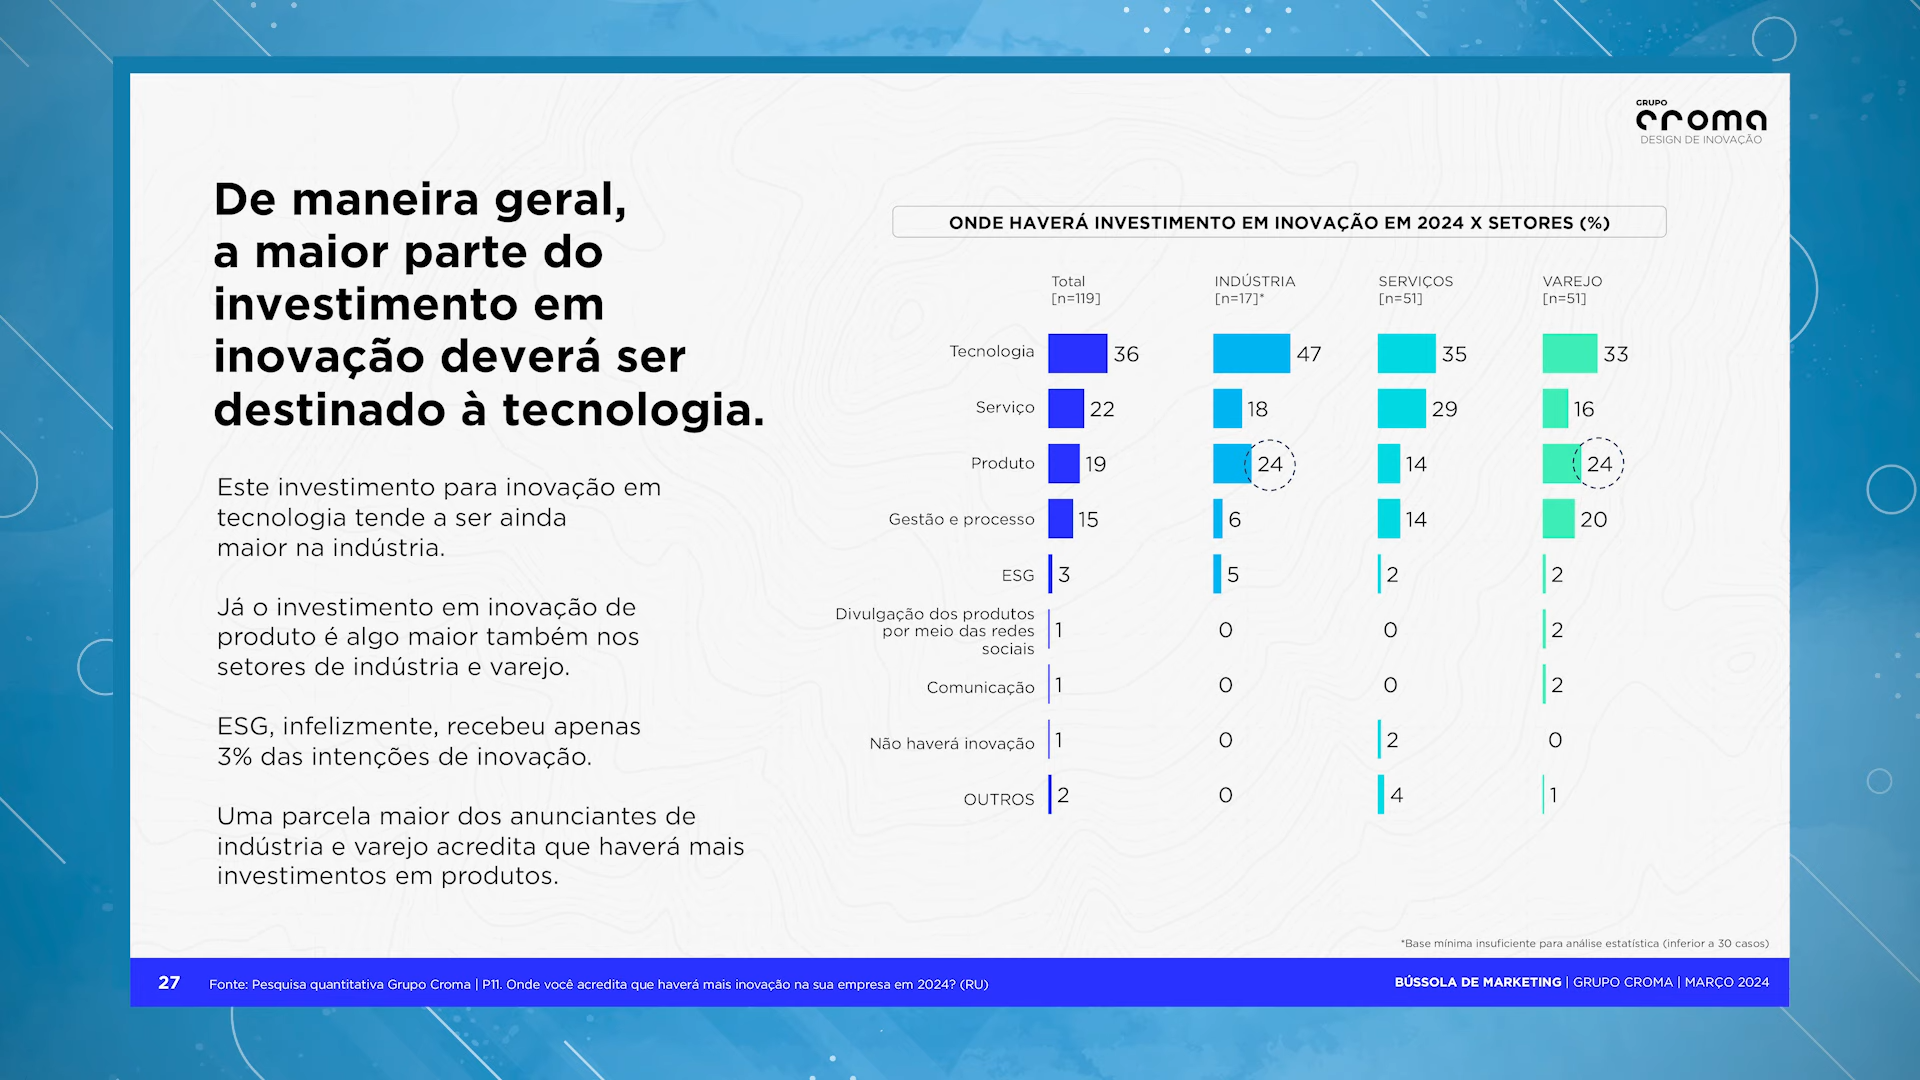 GRUPO
croma
DESIGN DE INOVAÇÃO
De maneira geral,
a maior parte do
investimento em
inovação deverá ser
destinado à tecnologia.
Este investimento para inovação em
tecnologia tende a ser ainda
maior na indústria.
Já o investimento em inovação de
produto é algo maior também nos
setores de indústria e varejo.
ESG, infelizmente, recebeu apenas
3% das intenções de inovação.
Uma parcela maior dos anunciantes de
indústria e varejo acredita que haverá mais
investimentos em produtos.
ONDE HAVERÁ INVESTIMENTO EM INOVAÇÃO EM 2024 X SETORES (%)
Total INDÚSTRIA SERVIÇOS VAREJO
[n=119] [n=17]* [n=51] [n=51]
Tecnologia 36 47 35 33
Serviço 22 18 29 16
Produto 19 24 14 24
Gestão e processo 15 6 14 20
ESG 3 5 2 2
Divulgação dos produtos
por meio das redes 1 0 0 2
sociais
Comunicação 1 0 0 2
Não haverá inovação 1 0 2 0
OUTROS 2 0 4 1
*Base mínima insuficiente para análise estatística (inferior a 30 casos)
27 Fonte: Pesquisa quantitativa Grupo Croma | P11. Onde você acredita que haverá mais inovação na sua empresa em 2024? (RU)
BÚSSOLA DE MARKETING | GRUPO CROMA | MARÇO 2024